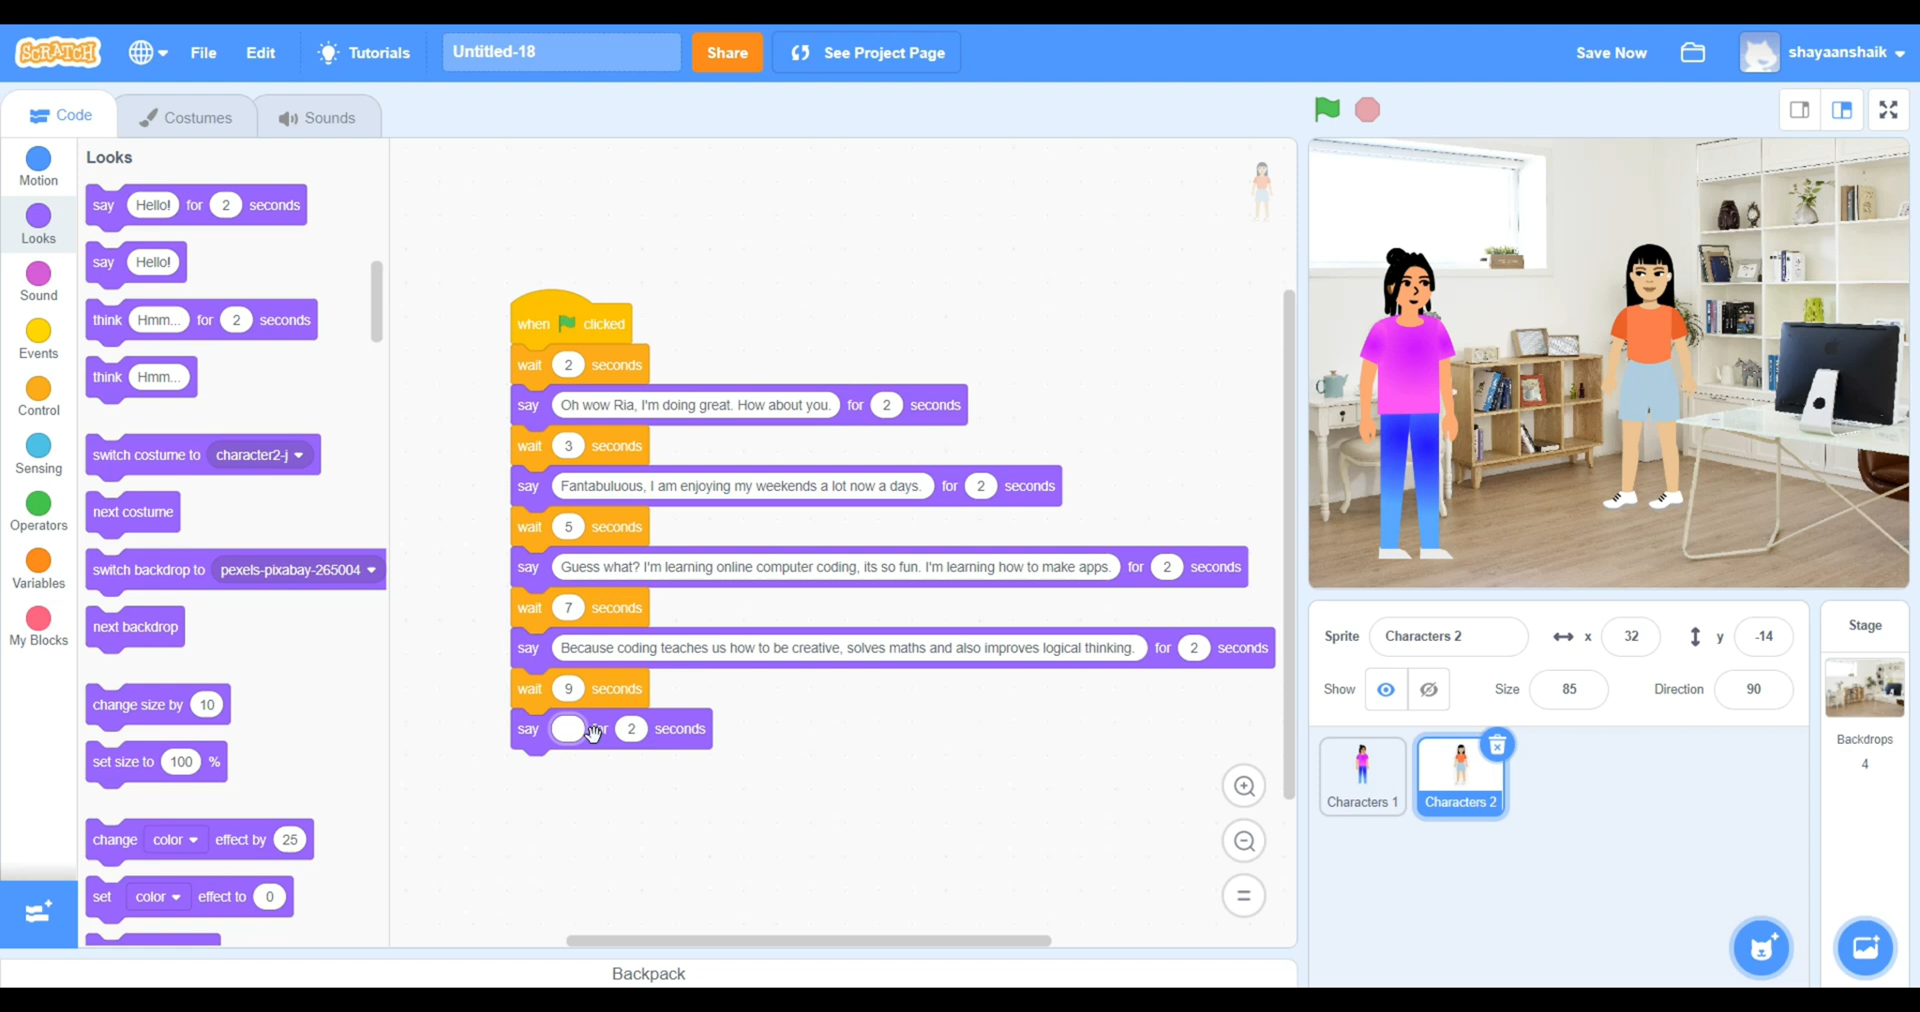 SCRATCH
File
Edit
Tutorials
Untitled-18
Share
See Project Page
Save Now
shayaanshaik
Code
Costumes
Sounds
Motion
Looks
Sound
Events
Control
Sensing
Operators
Variables
My Blocks
Looks
say Hello! for 2 seconds
say Hello!
think Hmm... for 2 seconds
think Hmm...
switch costume to character2-j
next costume
switch backdrop to pexels-pixabay-265004
next backdrop
change size by 10
set size to 100 %
change color effect by 25
set color effect to 0
when clicked
wait 2 seconds
say Oh wow Ria, I'm doing great. How about you. for 2 seconds
wait 3 seconds
say Fantabuluous, I am enjoying my weekends a lot now a days. for 2 seconds
wait 5 seconds
say Guess what? I'm learning online computer coding, its so fun. I'm learning how to make apps. for 2 seconds
wait 7 seconds
say Because coding teaches us how to be creative, solves maths and also improves logical thinking. for 2 seconds
wait 9 seconds
say for 2 seconds
Backpack
Sprite Characters 2 x 32 y -14
Show Size 85 Direction 90
Characters 1
Characters 2
Stage
Backdrops
4